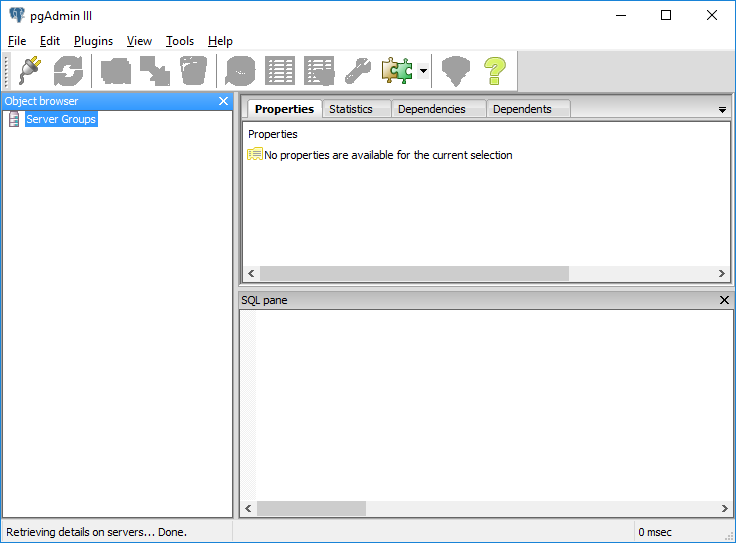 pgAdmin III
File Edit Plugins View Tools Help
Object browser
Server Groups
Properties Statistics Dependencies Dependents
Properties
No properties are available for the current selection
SQL pane
Retrieving details on servers... Done.
0 msec